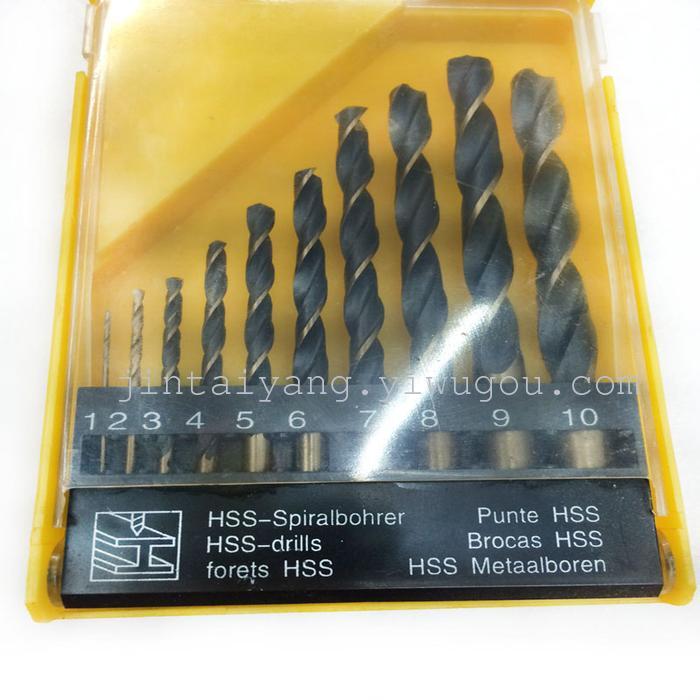 jintaiyang.yiwugou.com
1 2 3 4 5 6 7 8 9 10
HSS-Spiralbohrer
HSS-drills
forets HSS
Punte HSS
Brocas HSS
HSS Metaalboren